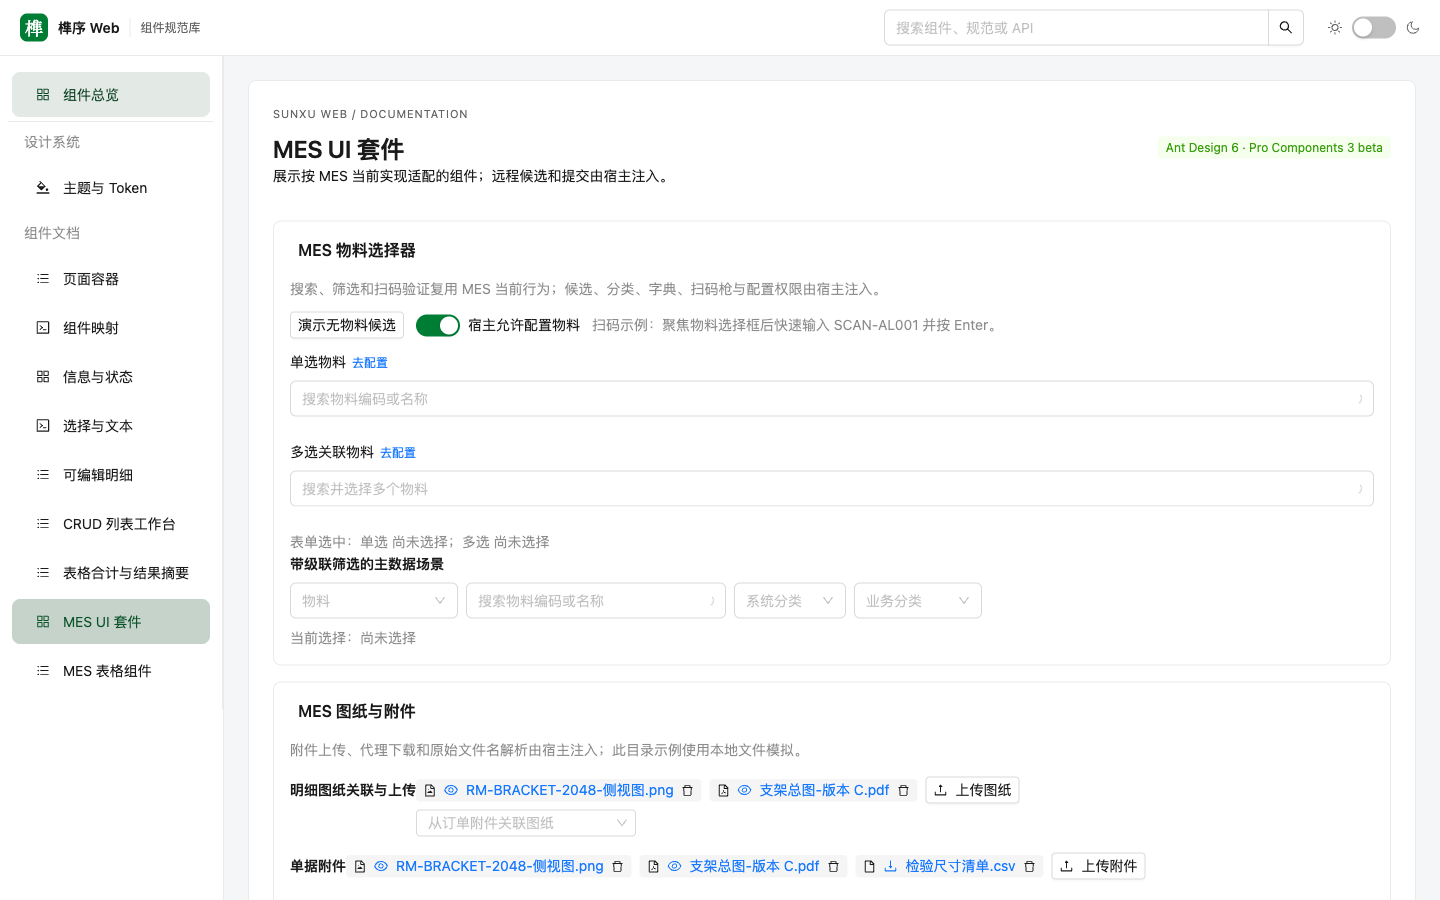 榫 榫序 Web 组件规范库 搜索组件、规范或 API
组件总览
设计系统
主题与 Token
组件文档
页面容器
组件映射
信息与状态
选择与文本
可编辑明细
CRUD 列表工作台
表格合计与结果摘要
MES UI 套件
MES 表格组件
SUNXU WEB / DOCUMENTATION
MES UI 套件
Ant Design 6 · Pro Components 3 beta
展示按 MES 当前实现适配的组件；远程候选和提交由宿主注入。
MES 物料选择器
搜索、筛选和扫码验证复用 MES 当前行为；候选、分类、字典、扫码枪与配置权限由宿主注入。
演示无物料候选 宿主允许配置物料 扫码示例：聚焦物料选择框后快速输入 SCAN-AL001 并按 Enter。
单选物料 去配置
搜索物料编码或名称
多选关联物料 去配置
搜索并选择多个物料
表单选中：单选 尚未选择；多选 尚未选择
带级联筛选的主数据场景
物料 搜索物料编码或名称 系统分类 业务分类
当前选择：尚未选择
MES 图纸与附件
附件上传、代理下载和原始文件名解析由宿主注入；此目录示例使用本地文件模拟。
明细图纸关联与上传 RM-BRACKET-2048-侧视图.png 支架总图-版本 C.pdf 上传图纸
从订单附件关联图纸
单据附件 RM-BRACKET-2048-侧视图.png 支架总图-版本 C.pdf 检验尺寸清单.csv 上传附件